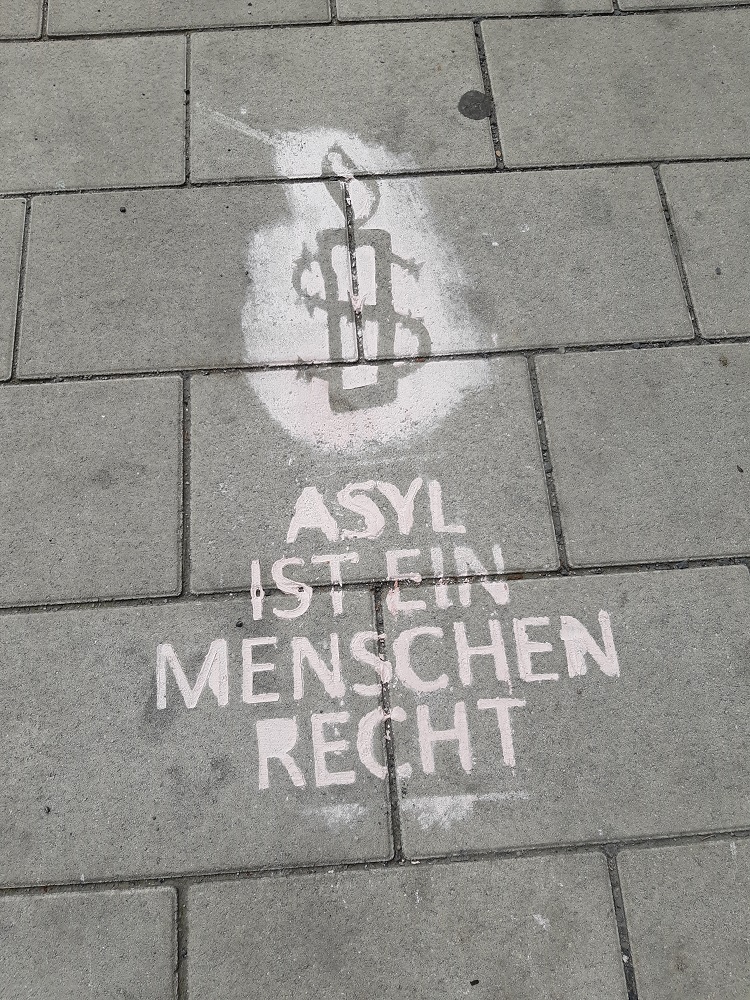 ASYL
IST EIN
MENSCHEN
RECHT